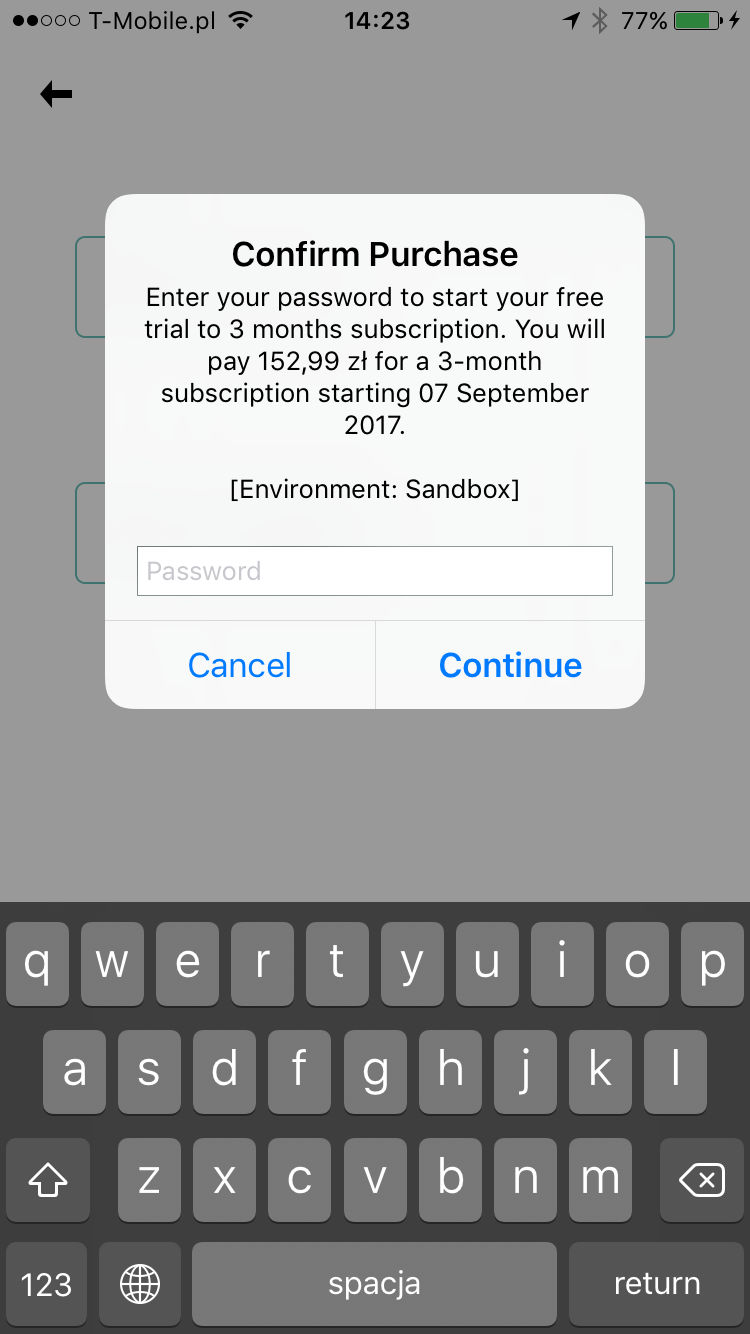 T-Mobile.pl 14:23 77%
Confirm Purchase
Enter your password to start your free
trial to 3 months subscription. You will
pay 152,99 zł for a 3-month
subscription starting 07 September
2017.
[Environment: Sandbox]
Password
Cancel Continue
q w e r t y u i o p
a s d f g h j k l
z x c v b n m
123 spacja return